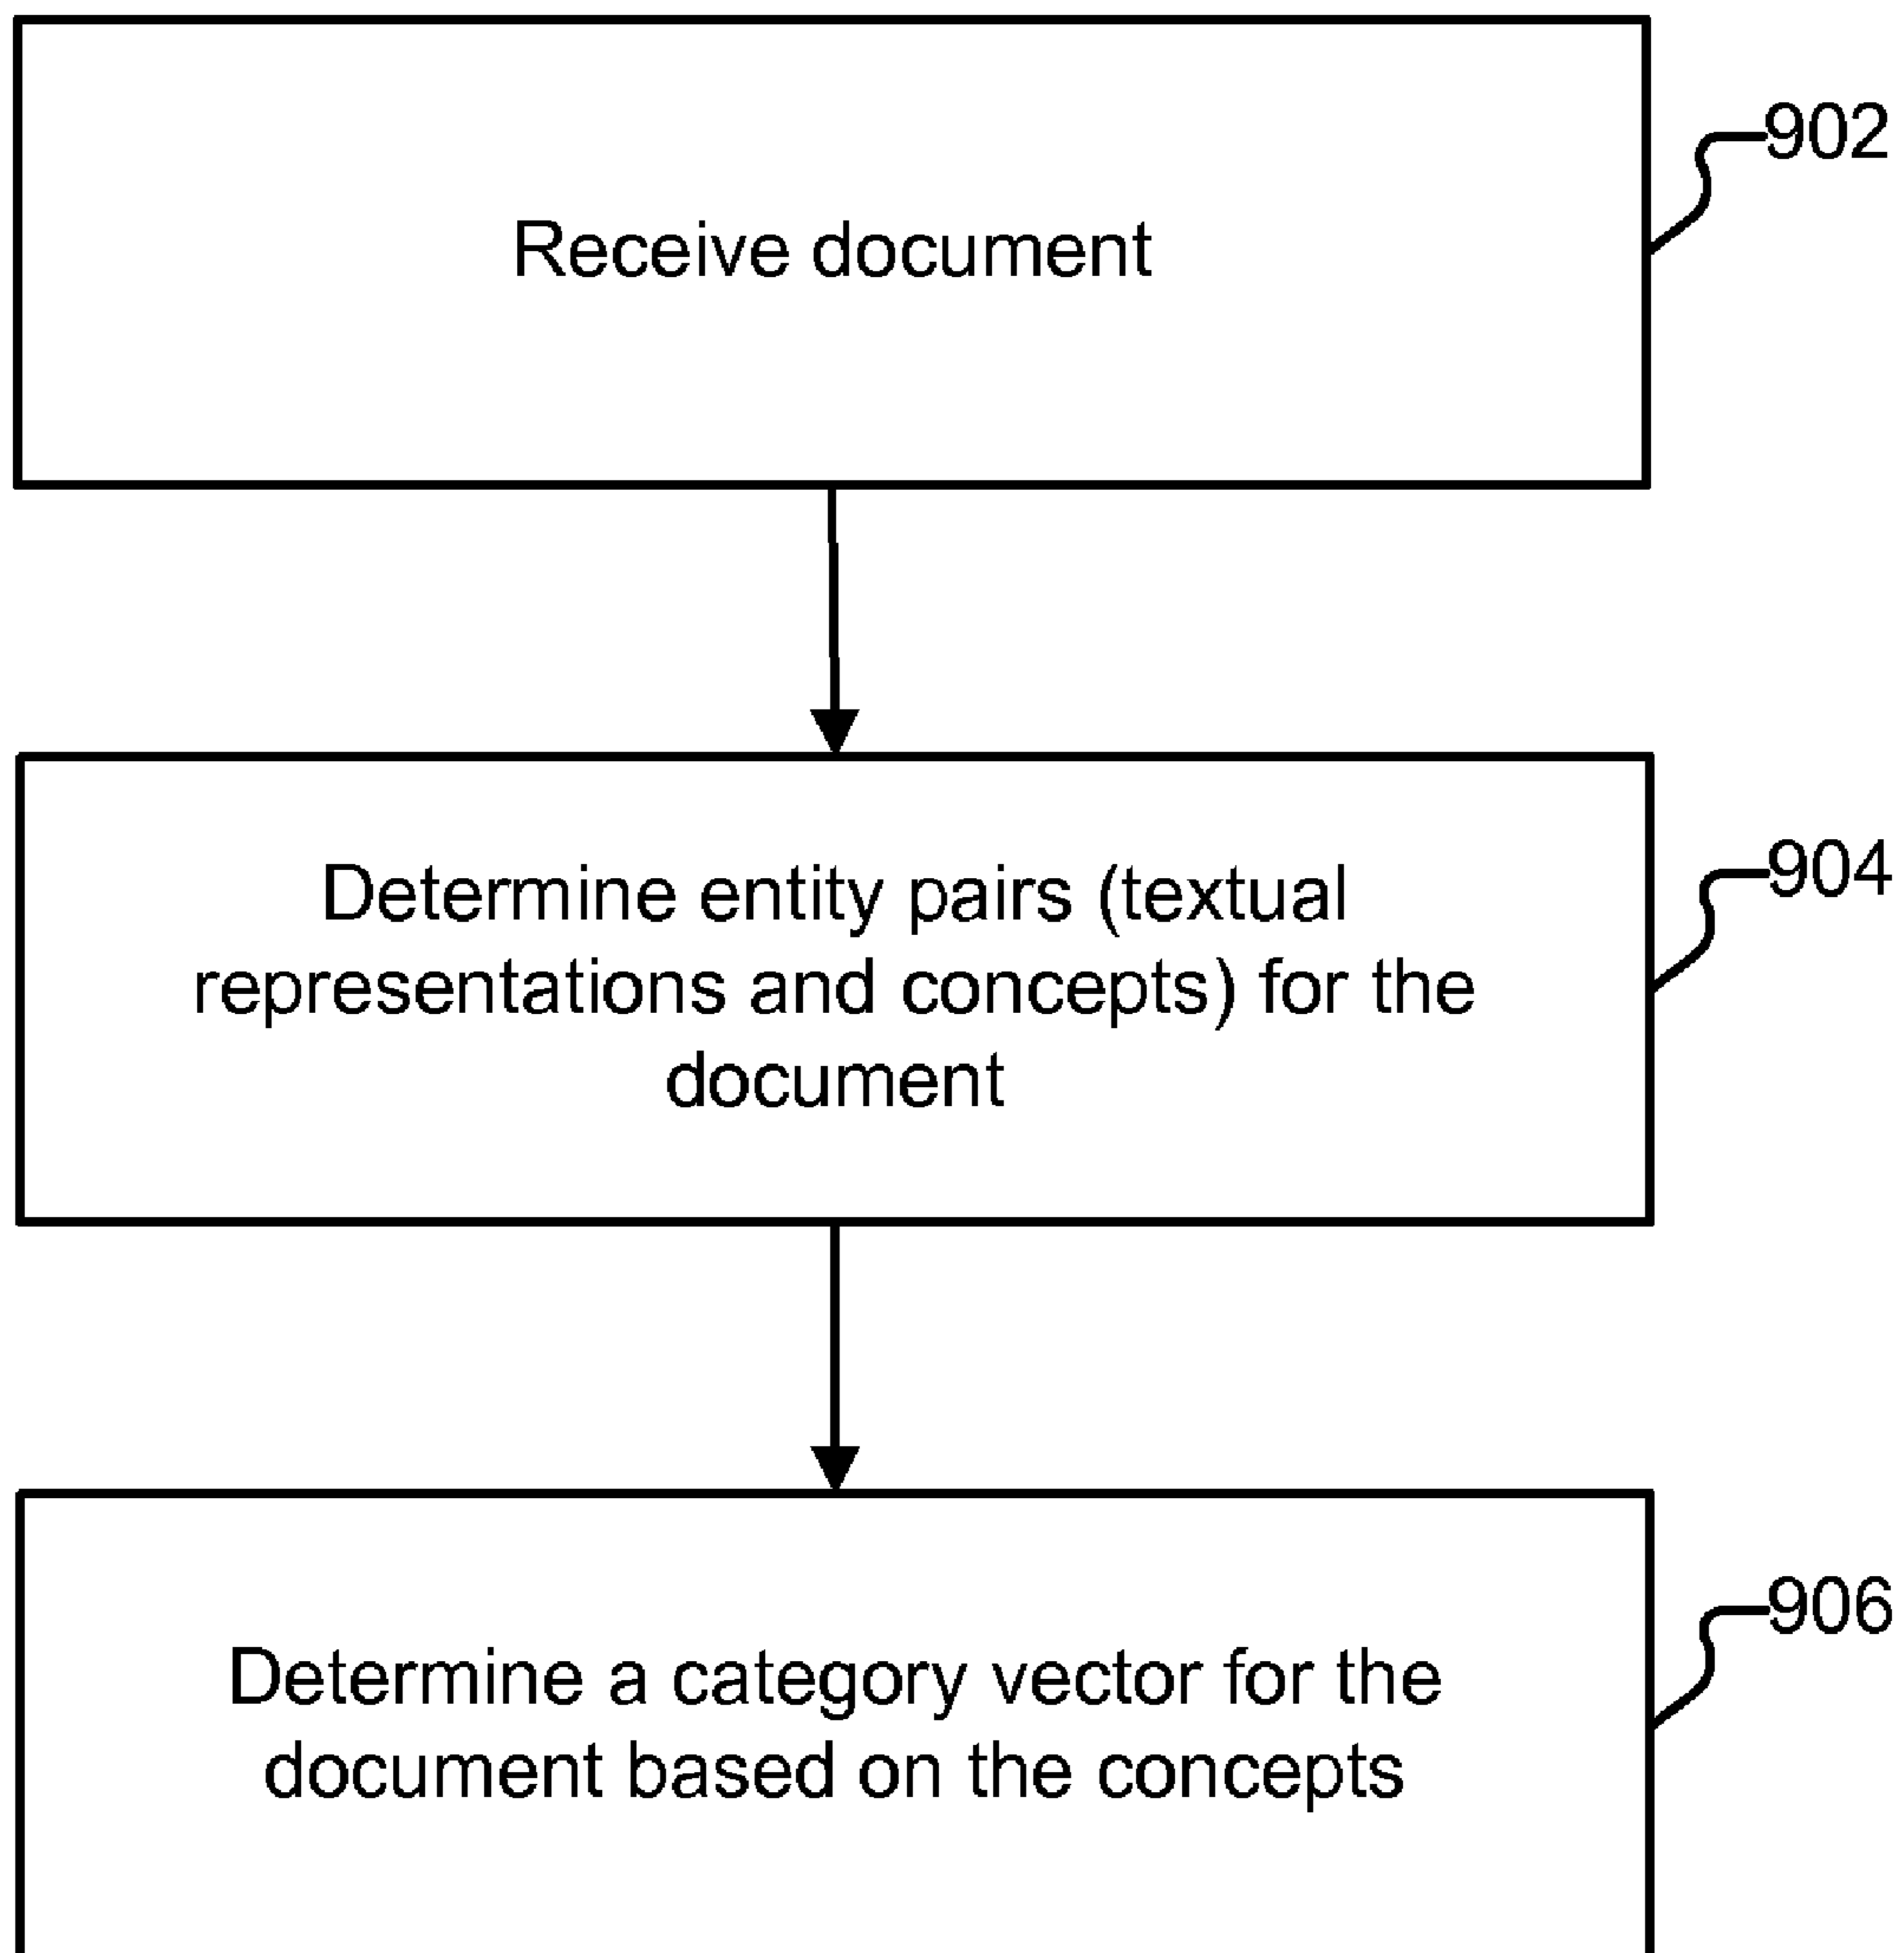 Receive document
902
Determine entity pairs (textual
representations and concepts) for the
document
904
Determine a category vector for the
document based on the concepts
906